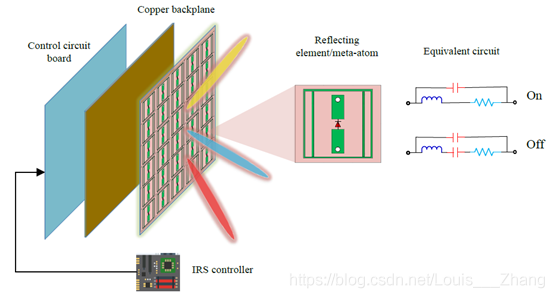 Copper backplane
Control circuit
board
Reflecting
element/meta-atom
Equivalent circuit
On
Off
IRS controller
https://blog.csdn.net/Louis___Zhang